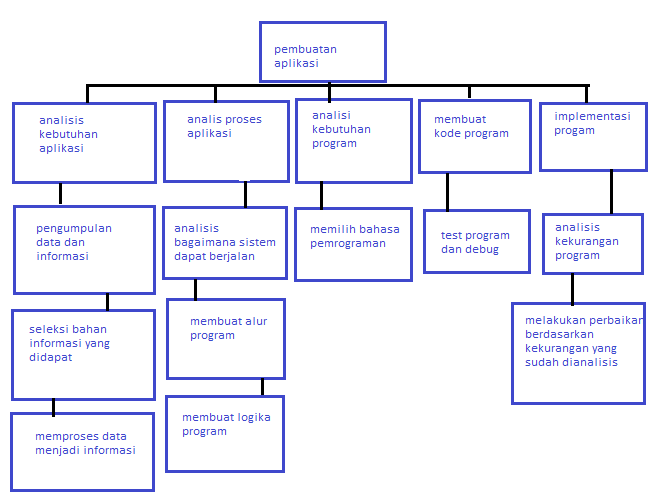 pembuatan
aplikasi
analisis
kebutuhan
aplikasi
analis proses
aplikasi
analisi
kebutuhan
program
membuat
kode program
implementasi
progam
pengumpulan
data dan
informasi
analisis
bagaimana sistem
dapat berjalan
memilih bahasa
pemrograman
test program
dan debug
analisis
kekurangan
program
seleksi bahan
informasi yang
didapat
membuat alur
program
melakukan perbaikan
berdasarkan
kekurangan yang
sudah dianalisis
memproses data
menjadi informasi
membuat logika
program